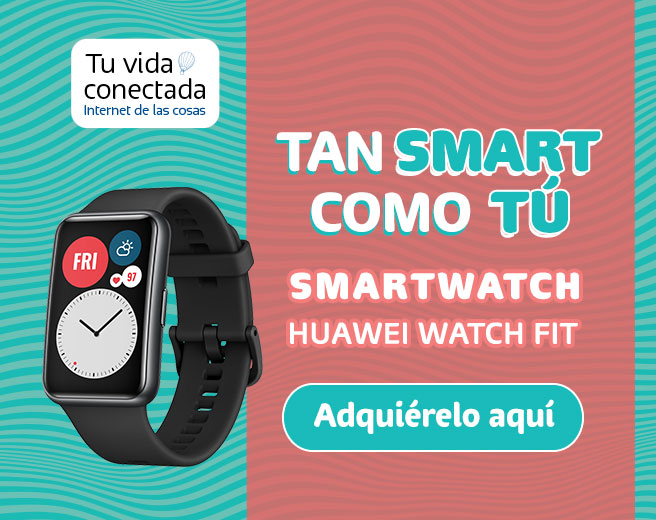 Tu vida
conectada
Internet de las cosas
TAN SMART
COMO TÚ
FRI
97
SMARTWATCH
HUAWEI WATCH FIT
Adquiérelo aquí